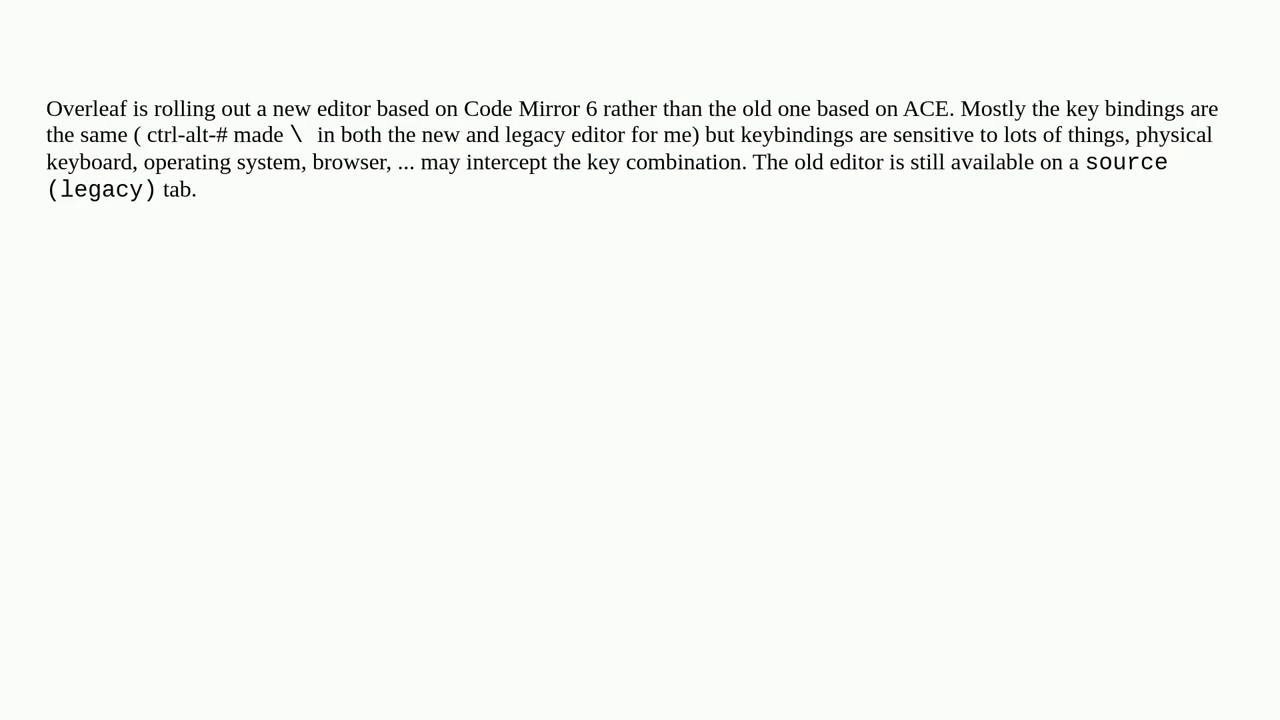 Overleaf is rolling out a new editor based on Code Mirror 6 rather than the old one based on ACE. Mostly the key bindings are
the same ( ctrl-alt-# made \ in both the new and legacy editor for me) but keybindings are sensitive to lots of things, physical
keyboard, operating system, browser, ... may intercept the key combination. The old editor is still available on a source
(legacy) tab.